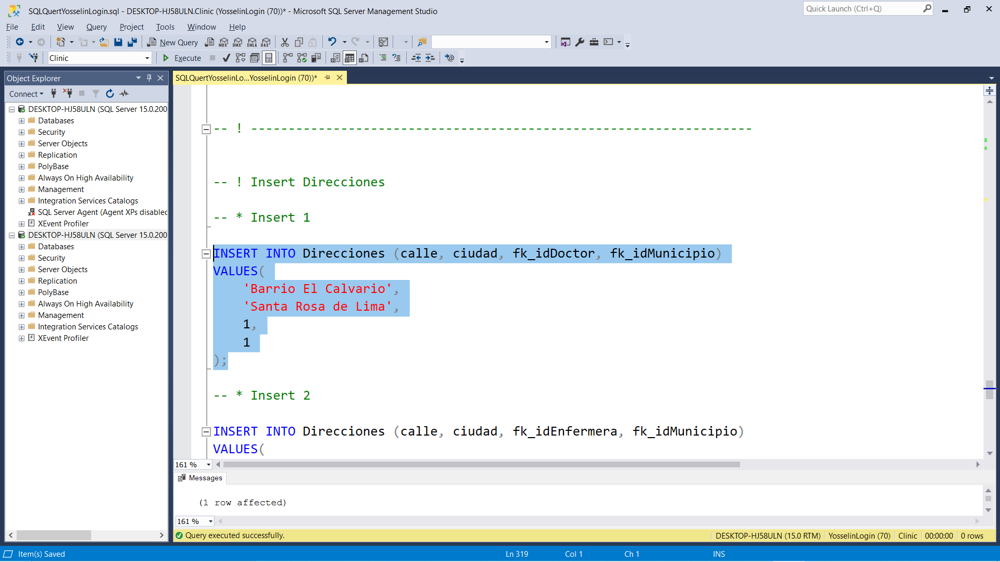 SQLQuertYosselinLogin.sql - DESKTOP-HJ58ULN.Clinic (YosselinLogin (70))* - Microsoft SQL Server Management Studio
Quick Launch (Ctrl+Q)
File Edit View Query Project Tools Window Help
New Query MDX DMX XMLA DAX
Clinic Execute
Object Explorer
SQLQuertYosselinLo...YosselinLogin (70))*
Connect
DESKTOP-HJ58ULN (SQL Server 15.0.200
Databases
Security
Server Objects
Replication
PolyBase
Always On High Availability
Management
Integration Services Catalogs
SQL Server Agent (Agent XPs disabled
XEvent Profiler
DESKTOP-HJ58ULN (SQL Server 15.0.200
Databases
Security
Server Objects
Replication
PolyBase
Always On High Availability
Management
Integration Services Catalogs
XEvent Profiler
-- ! -------------------------------------------------------------------
-- ! Insert Direcciones
-- * Insert 1
INSERT INTO Direcciones (calle, ciudad, fk_idDoctor, fk_idMunicipio)
VALUES(
'Barrio El Calvario',
'Santa Rosa de Lima',
1,
1
);
-- * Insert 2
INSERT INTO Direcciones (calle, ciudad, fk_idEnfermera, fk_idMunicipio)
VALUES(
161 %
Messages
(1 row affected)
161 %
Query executed successfully.
DESKTOP-HJ58ULN (15.0 RTM) YosselinLogin (70) Clinic 00:00:00 0 rows
Item(s) Saved Ln 319 Col 1 Ch 1 INS